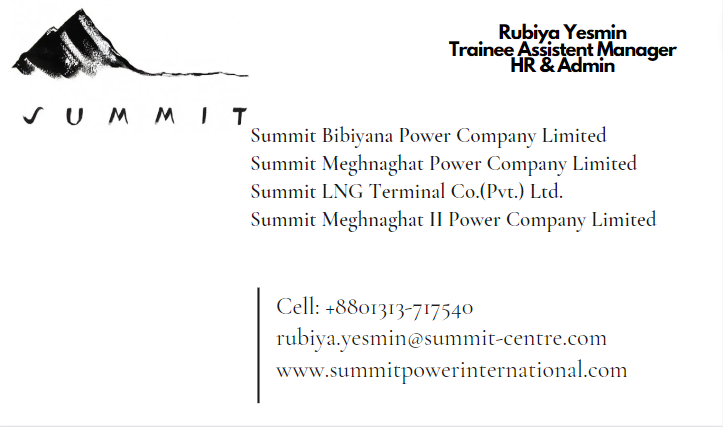 Rubiya Yesmin
Trainee Assistent Manager
HR & Admin
SUMMIT
Summit Bibiyana Power Company Limited
Summit Meghnaghat Power Company Limited
Summit LNG Terminal Co.(Pvt.) Ltd.
Summit Meghnaghat II Power Company Limited
Cell: +8801313-717540
rubiya.yesmin@summit-centre.com
www.summitpowerinternational.com